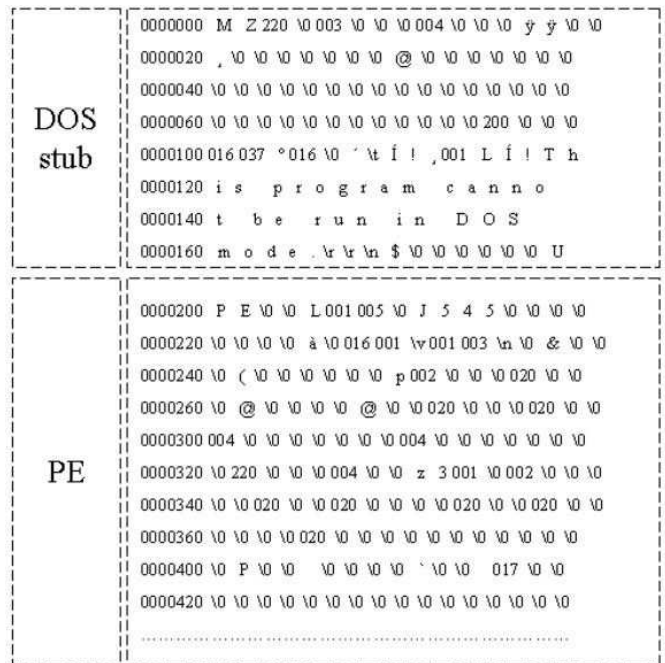 DOS stub
0000000 M Z 220 \0 003 \0 \0 \0 004 \0 \0 \0 ÿ ÿ \0 \0
0000020 ¸ \0 \0 \0 \0 \0 \0 \0 @ \0 \0 \0 \0 \0 \0 \0
0000040 \0 \0 \0 \0 \0 \0 \0 \0 \0 \0 \0 \0 \0 \0 \0 \0
0000060 \0 \0 \0 \0 \0 \0 \0 \0 \0 \0 \0 \0 200 \0 \0 \0
0000100 016 037 ° 016 \0 ´ \t Í ! ¸ 001 L Í ! T h
0000120 i s p r o g r a m c a n n o
0000140 t b e r u n i n D O S
0000160 m o d e . \r \r \n $ \0 \0 \0 \0 \0 \0 U
PE
0000200 P E \0 \0 L 001 005 \0 J 5 4 5 \0 \0 \0 \0
0000220 \0 \0 \0 \0 à \0 016 001 \v 001 003 \n \0 & \0 \0
0000240 \0 ( \0 \0 \0 \0 \0 \0 p 002 \0 \0 \0 020 \0 \0
0000260 \0 @ \0 \0 \0 \0 @ \0 \0 020 \0 \0 \0 020 \0 \0
0000300 004 \0 \0 \0 \0 \0 \0 \0 004 \0 \0 \0 \0 \0 \0 \0
0000320 \0 220 \0 \0 \0 004 \0 \0 z 3 001 \0 002 \0 \0 \0
0000340 \0 \0 020 \0 \0 020 \0 \0 \0 \0 020 \0 \0 020 \0 \0
0000360 \0 \0 \0 \0 020 \0 \0 \0 \0 \0 \0 \0 \0 \0 \0 \0
0000400 \0 P \0 \0 \0 \0 \0 \0 ` \0 \0 017 \0 \0
0000420 \0 \0 \0 \0 \0 \0 \0 \0 \0 \0 \0 \0 \0 \0 \0 \0